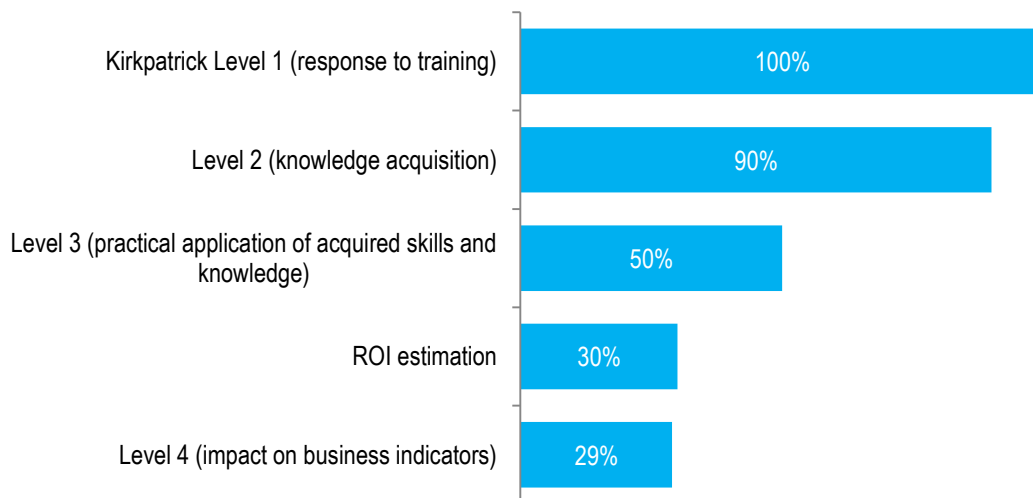 Kirkpatrick Level 1 (response to training)
100%
Level 2 (knowledge acquisition)
90%
Level 3 (practical application of acquired skills and
knowledge)
50%
ROI estimation
30%
Level 4 (impact on business indicators)
29%